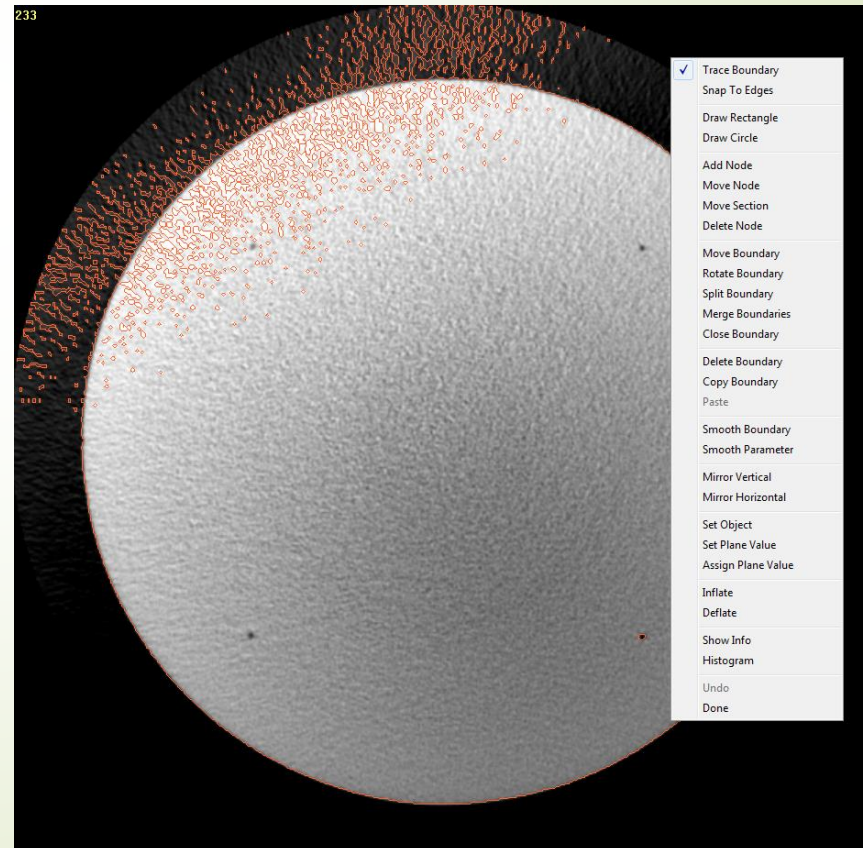 233
Trace Boundary
Snap To Edges
Draw Rectangle
Draw Circle
Add Node
Move Node
Move Section
Delete Node
Move Boundary
Rotate Boundary
Split Boundary
Merge Boundaries
Close Boundary
Delete Boundary
Copy Boundary
Paste
Smooth Boundary
Smooth Parameter
Mirror Vertical
Mirror Horizontal
Set Object
Set Plane Value
Assign Plane Value
Inflate
Deflate
Show Info
Histogram
Undo
Done